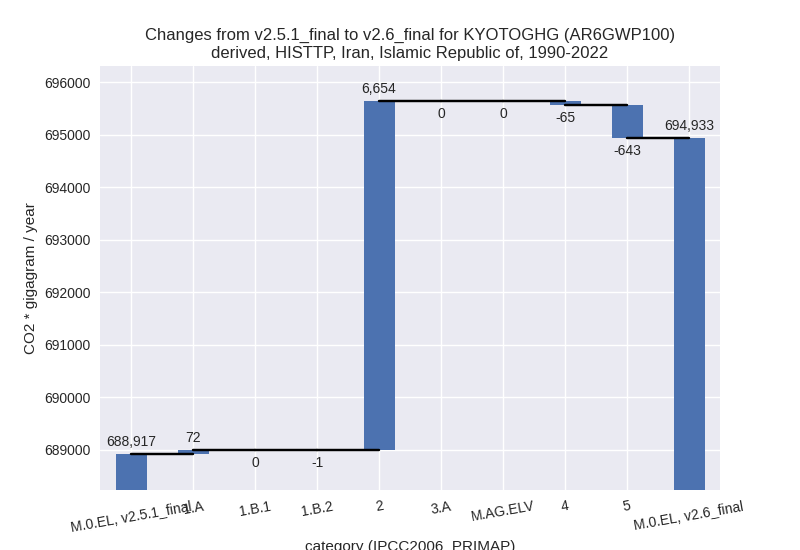 Changes from v2.5.1_final to v2.6_final for KYOTOGHG (AR6GWP100)
derived, HISTTP, Iran, Islamic Republic of, 1990-2022
CO2 * gigagram / year
696000
695000
694000
693000
692000
691000
690000
689000
688,917
72
0
-1
6,654
0
0
-65
-643
694,933
M.0.EL, v2.5.1_final
1.A
1.B.1
1.B.2
2
3.A
M.AG.ELV
4
5
M.0.EL, v2.6_final
category (IPCC2006_PRIMAP)